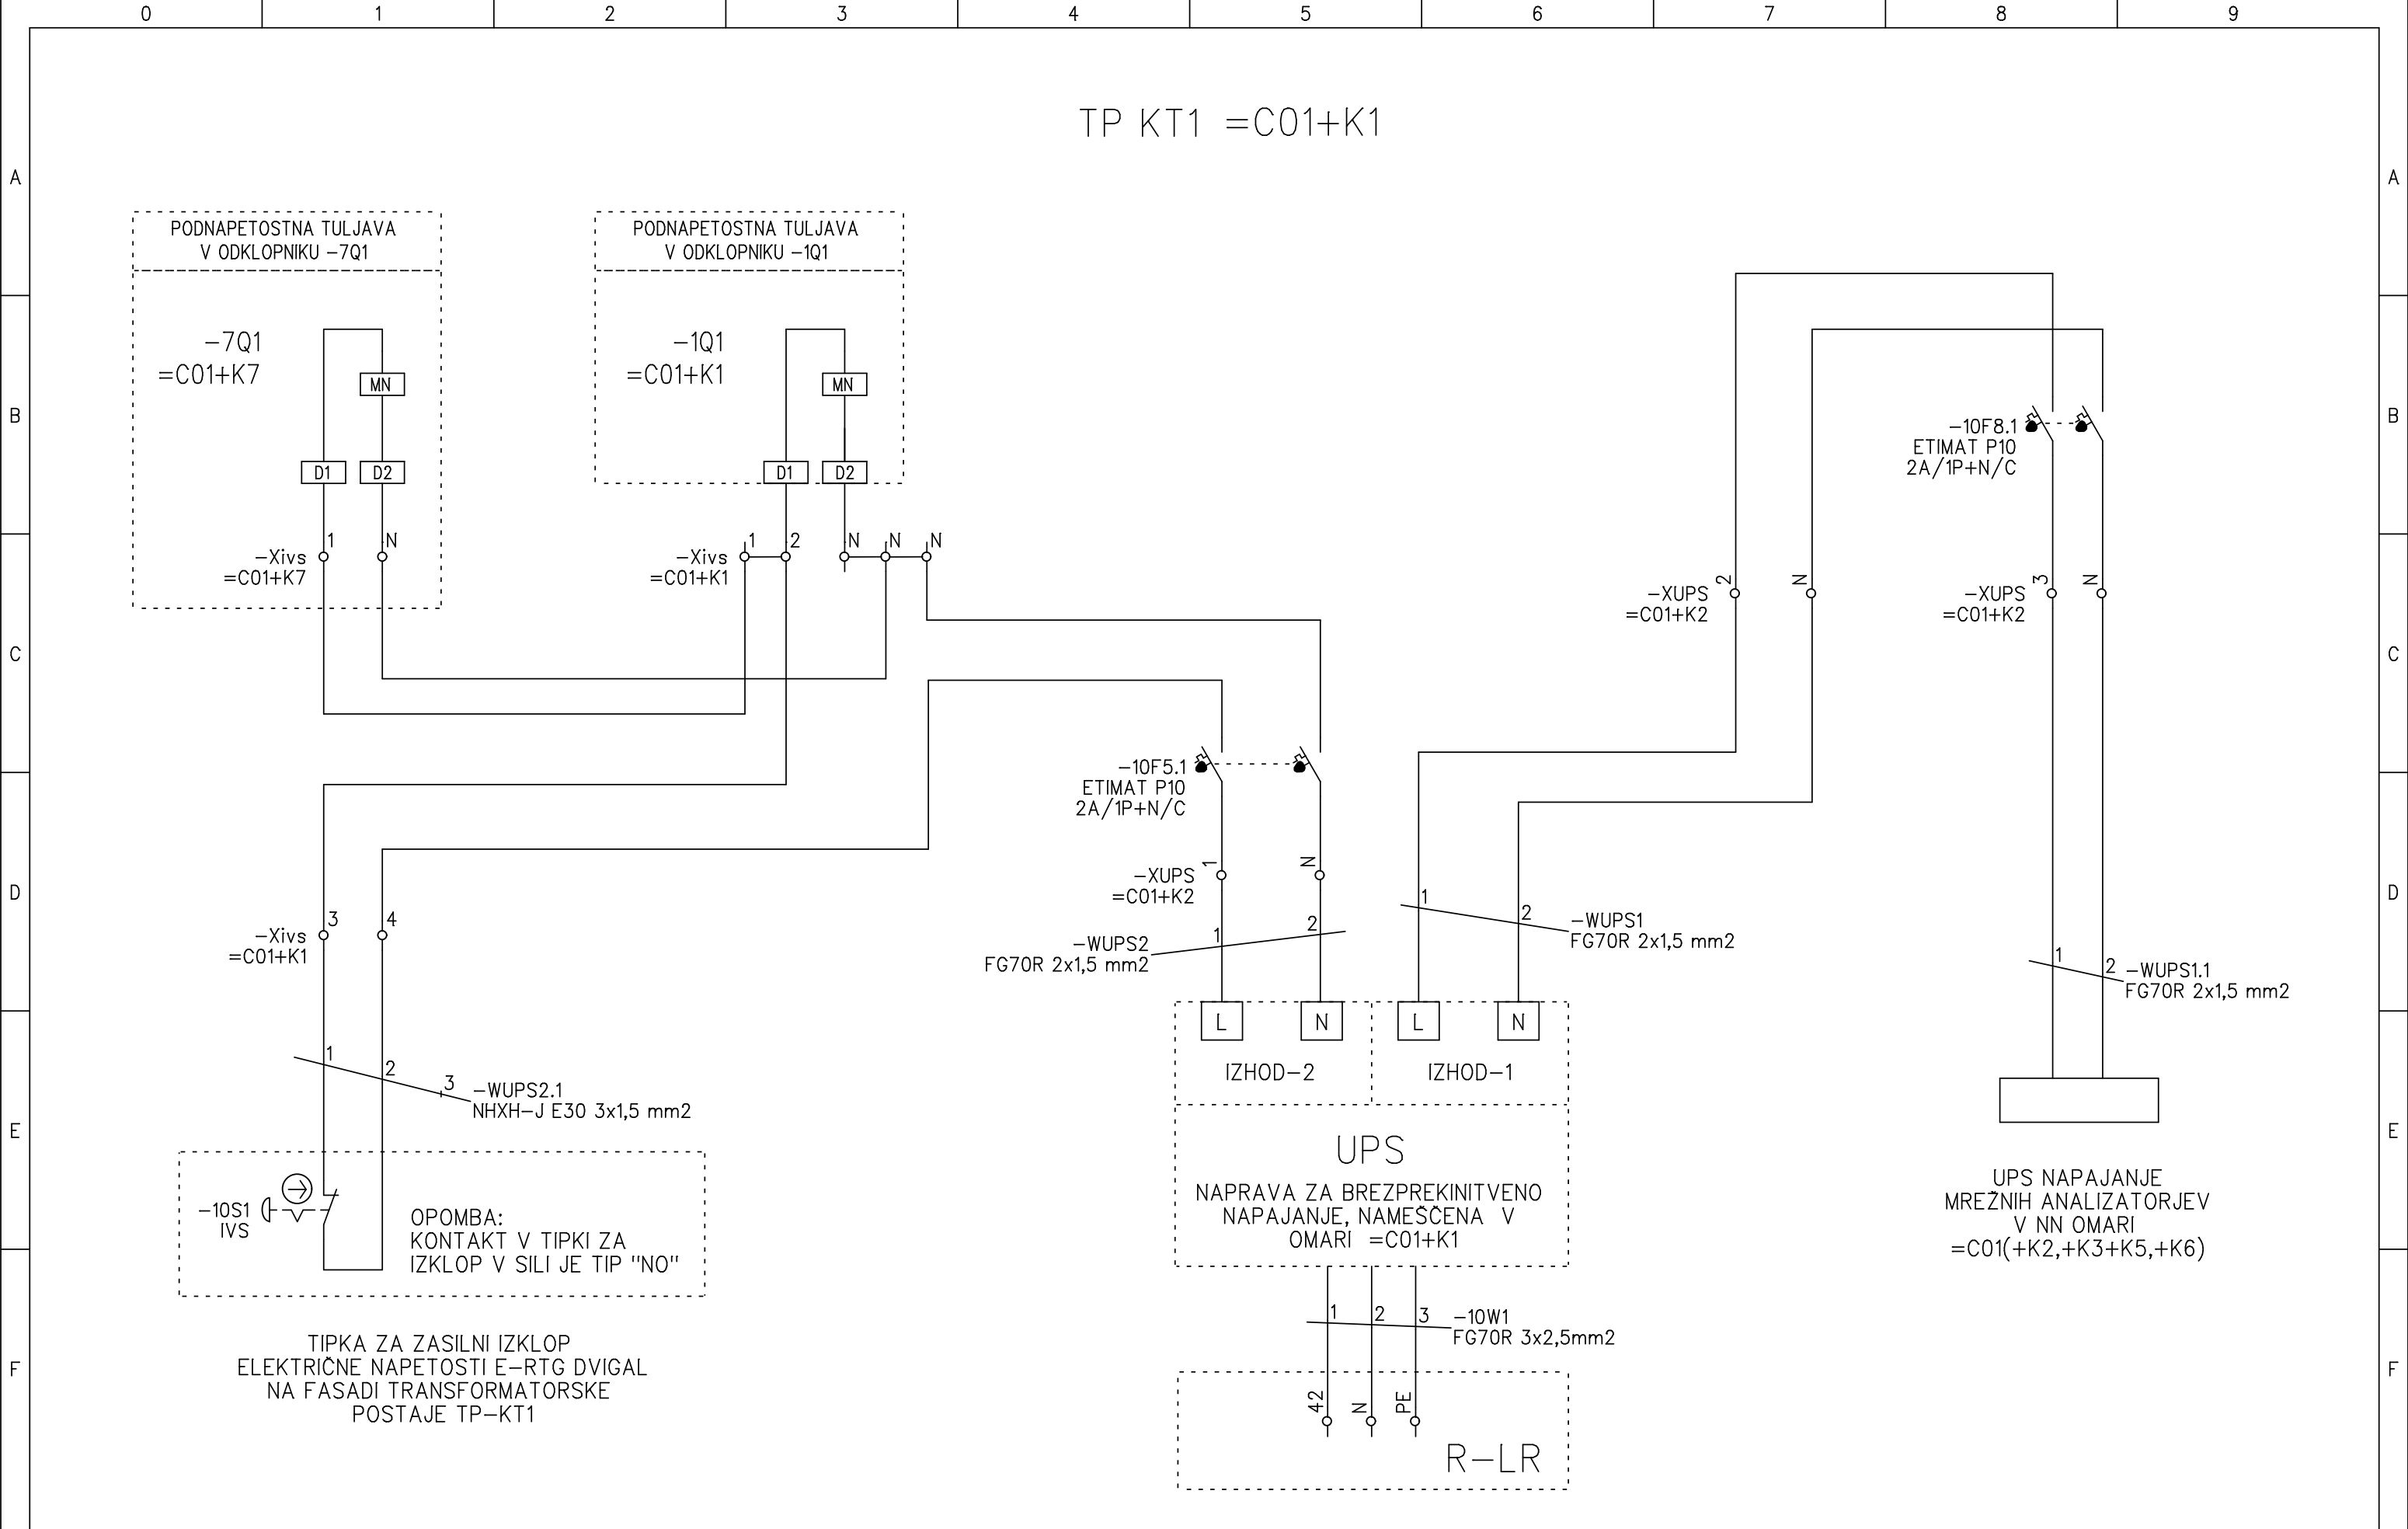 0 1 2 3 4 5 6 7 8 9
TP KT1 =C01+K1
A A
PODNAPETOSTNA TULJAVA
V ODKLOPNIKU -7Q1
PODNAPETOSTNA TULJAVA
V ODKLOPNIKU -1Q1
-7Q1
=C01+K7
MN
D1 D2
-1Q1
=C01+K1
MN
D1 D2
B B
-10F8.1
ETIMAT P10
2A/1P+N/C
1 N
-Xivs
=C01+K7
1 2 N N N
-Xivs
=C01+K1
2 N
-XUPS
=C01+K2
3 N
-XUPS
=C01+K2
C C
-10F5.1
ETIMAT P10
2A/1P+N/C
1 N
-XUPS
=C01+K2
D D
3 4
-Xivs
=C01+K1
1 2
-WUPS2
FG70R 2x1,5 mm2
1 2
-WUPS1
FG70R 2x1,5 mm2
1 2
-WUPS1.1
FG70R 2x1,5 mm2
L N L N
IZHOD-2 IZHOD-1
1 2 3
-WUPS2.1
NHXH-J E30 3x1,5 mm2
E E
UPS
NAPRAVA ZA BREZPREKINITVENO
NAPAJANJE, NAMEŠČENA V
OMARI =C01+K1
UPS NAPAJANJE
MREŽNIH ANALIZATORJEV
V NN OMARI
=C01(+K2,+K3+K5,+K6)
-10S1
IVS
OPOMBA:
KONTAKT V TIPKI ZA
IZKLOP V SILI JE TIP "NO"
1 2 3
-10W1
FG70R 3x2,5mm2
TIPKA ZA ZASILNI IZKLOP
ELEKTRIČNE NAPETOSTI E-RTG DVIGAL
NA FASADI TRANSFORMATORSKE
POSTAJE TP-KT1
F F
42 N PE
R-LR